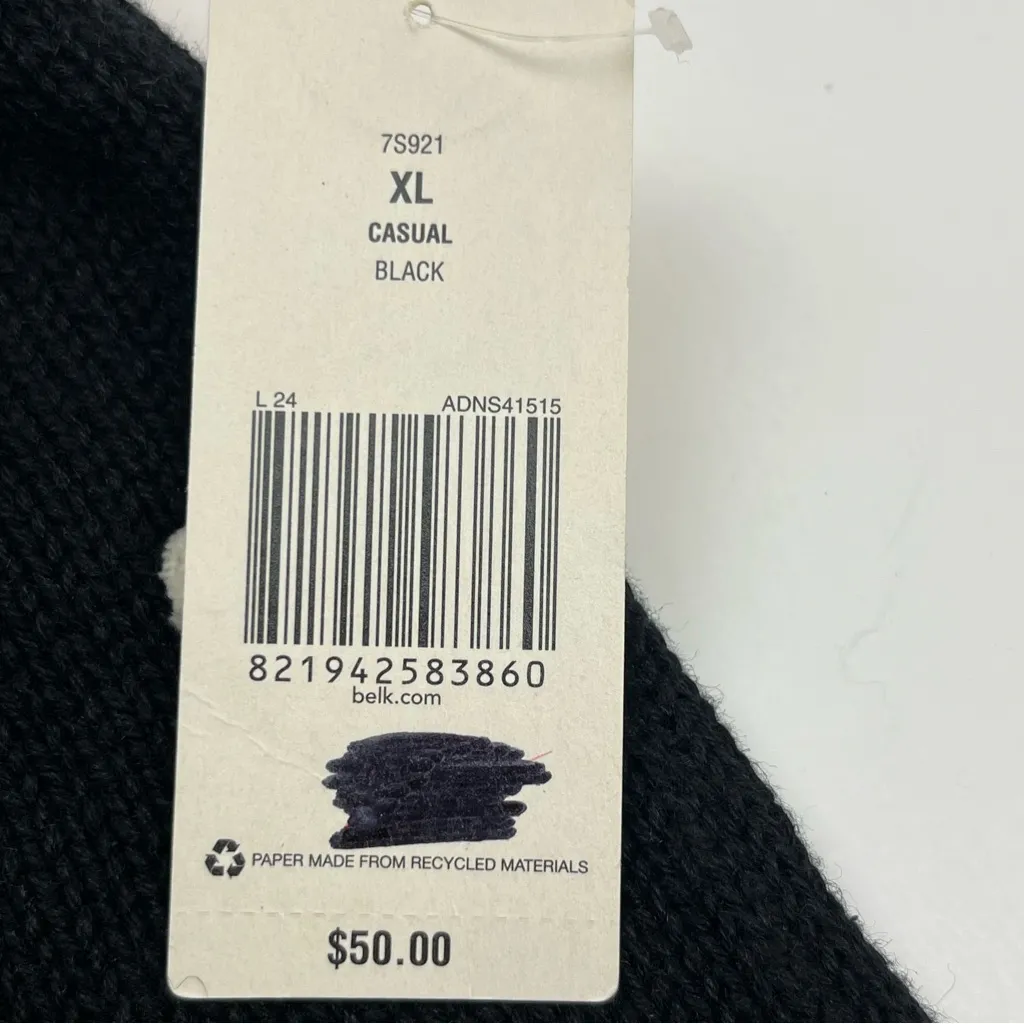 7S921
XL
CASUAL
BLACK
L 24 ADNS41515
821942583860
belk.com
PAPER MADE FROM RECYCLED MATERIALS
$50.00